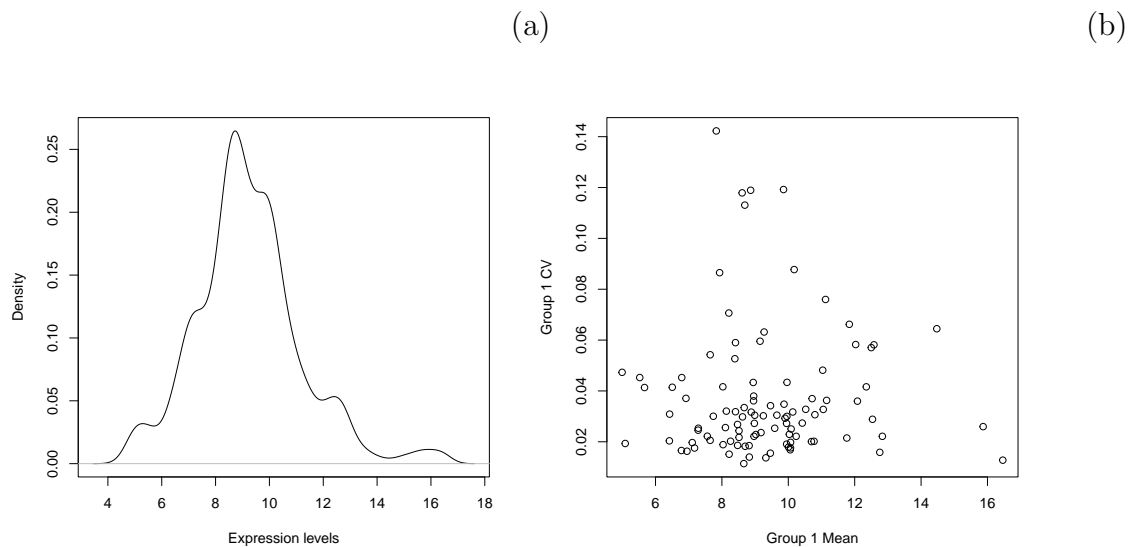 (a)
(b)
0.25
0.20
0.15
0.10
0.05
0.00
Density
4 6 8 10 12 14 16 18
Expression levels
0.14
0.12
0.10
0.08
0.06
0.04
0.02
Group 1 CV
6 8 10 12 14 16
Group 1 Mean